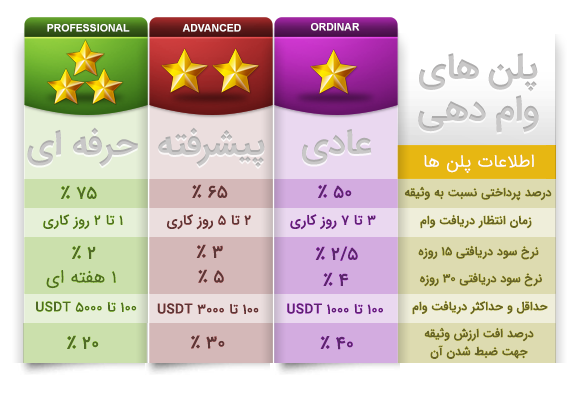 پلن های
وام دهی
ORDINAR
ADVANCED
PROFESSIONAL
عادی
پیشرفته
حرفه ای
اطلاعات پلن ها
درصد پرداختی نسبت به وثیقه
۵۰ ٪
۶۵ ٪
۷۵ ٪
زمان انتظار دریافت وام
۳ تا ۷ روز کاری
۲ تا ۵ روز کاری
۱ تا ۲ روز کاری
نرخ سود دریافتی ۱۵ روزه
۲/۵ ٪
۳ ٪
۲ ٪
نرخ سود دریافتی ۳۰ روزه
۴ ٪
۵ ٪
۱ هفته ای
حداقل و حداکثر دریافت وام
۱۰۰ تا ۱۰۰۰ USDT
۱۰۰ تا ۳۰۰۰ USDT
۱۰۰ تا ۵۰۰۰ USDT
درصد افت ارزش وثیقه
جهت ضبط شدن آن
۴۰ ٪
۳۰ ٪
۲۰ ٪